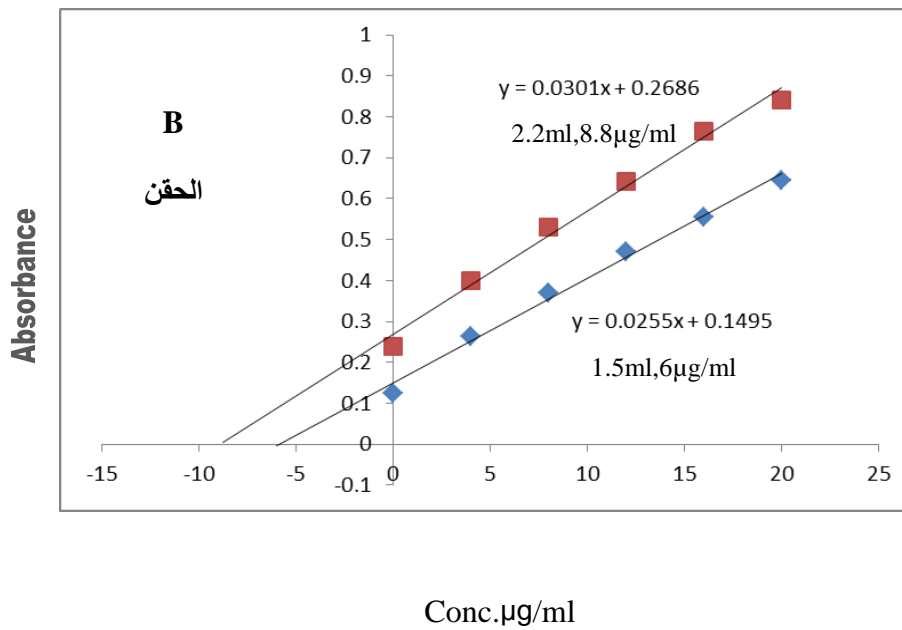 1
0.9
0.8
0.7
0.6
0.5
0.4
0.3
0.2
0.1
0
-0.1
-15
-10
-5
0
5
10
15
20
25
B
الحقن
y = 0.0301x + 0.2686
2.2ml,8.8µg/ml
y = 0.0255x + 0.1495
1.5ml,6µg/ml
Absorbance
Conc.µg/ml